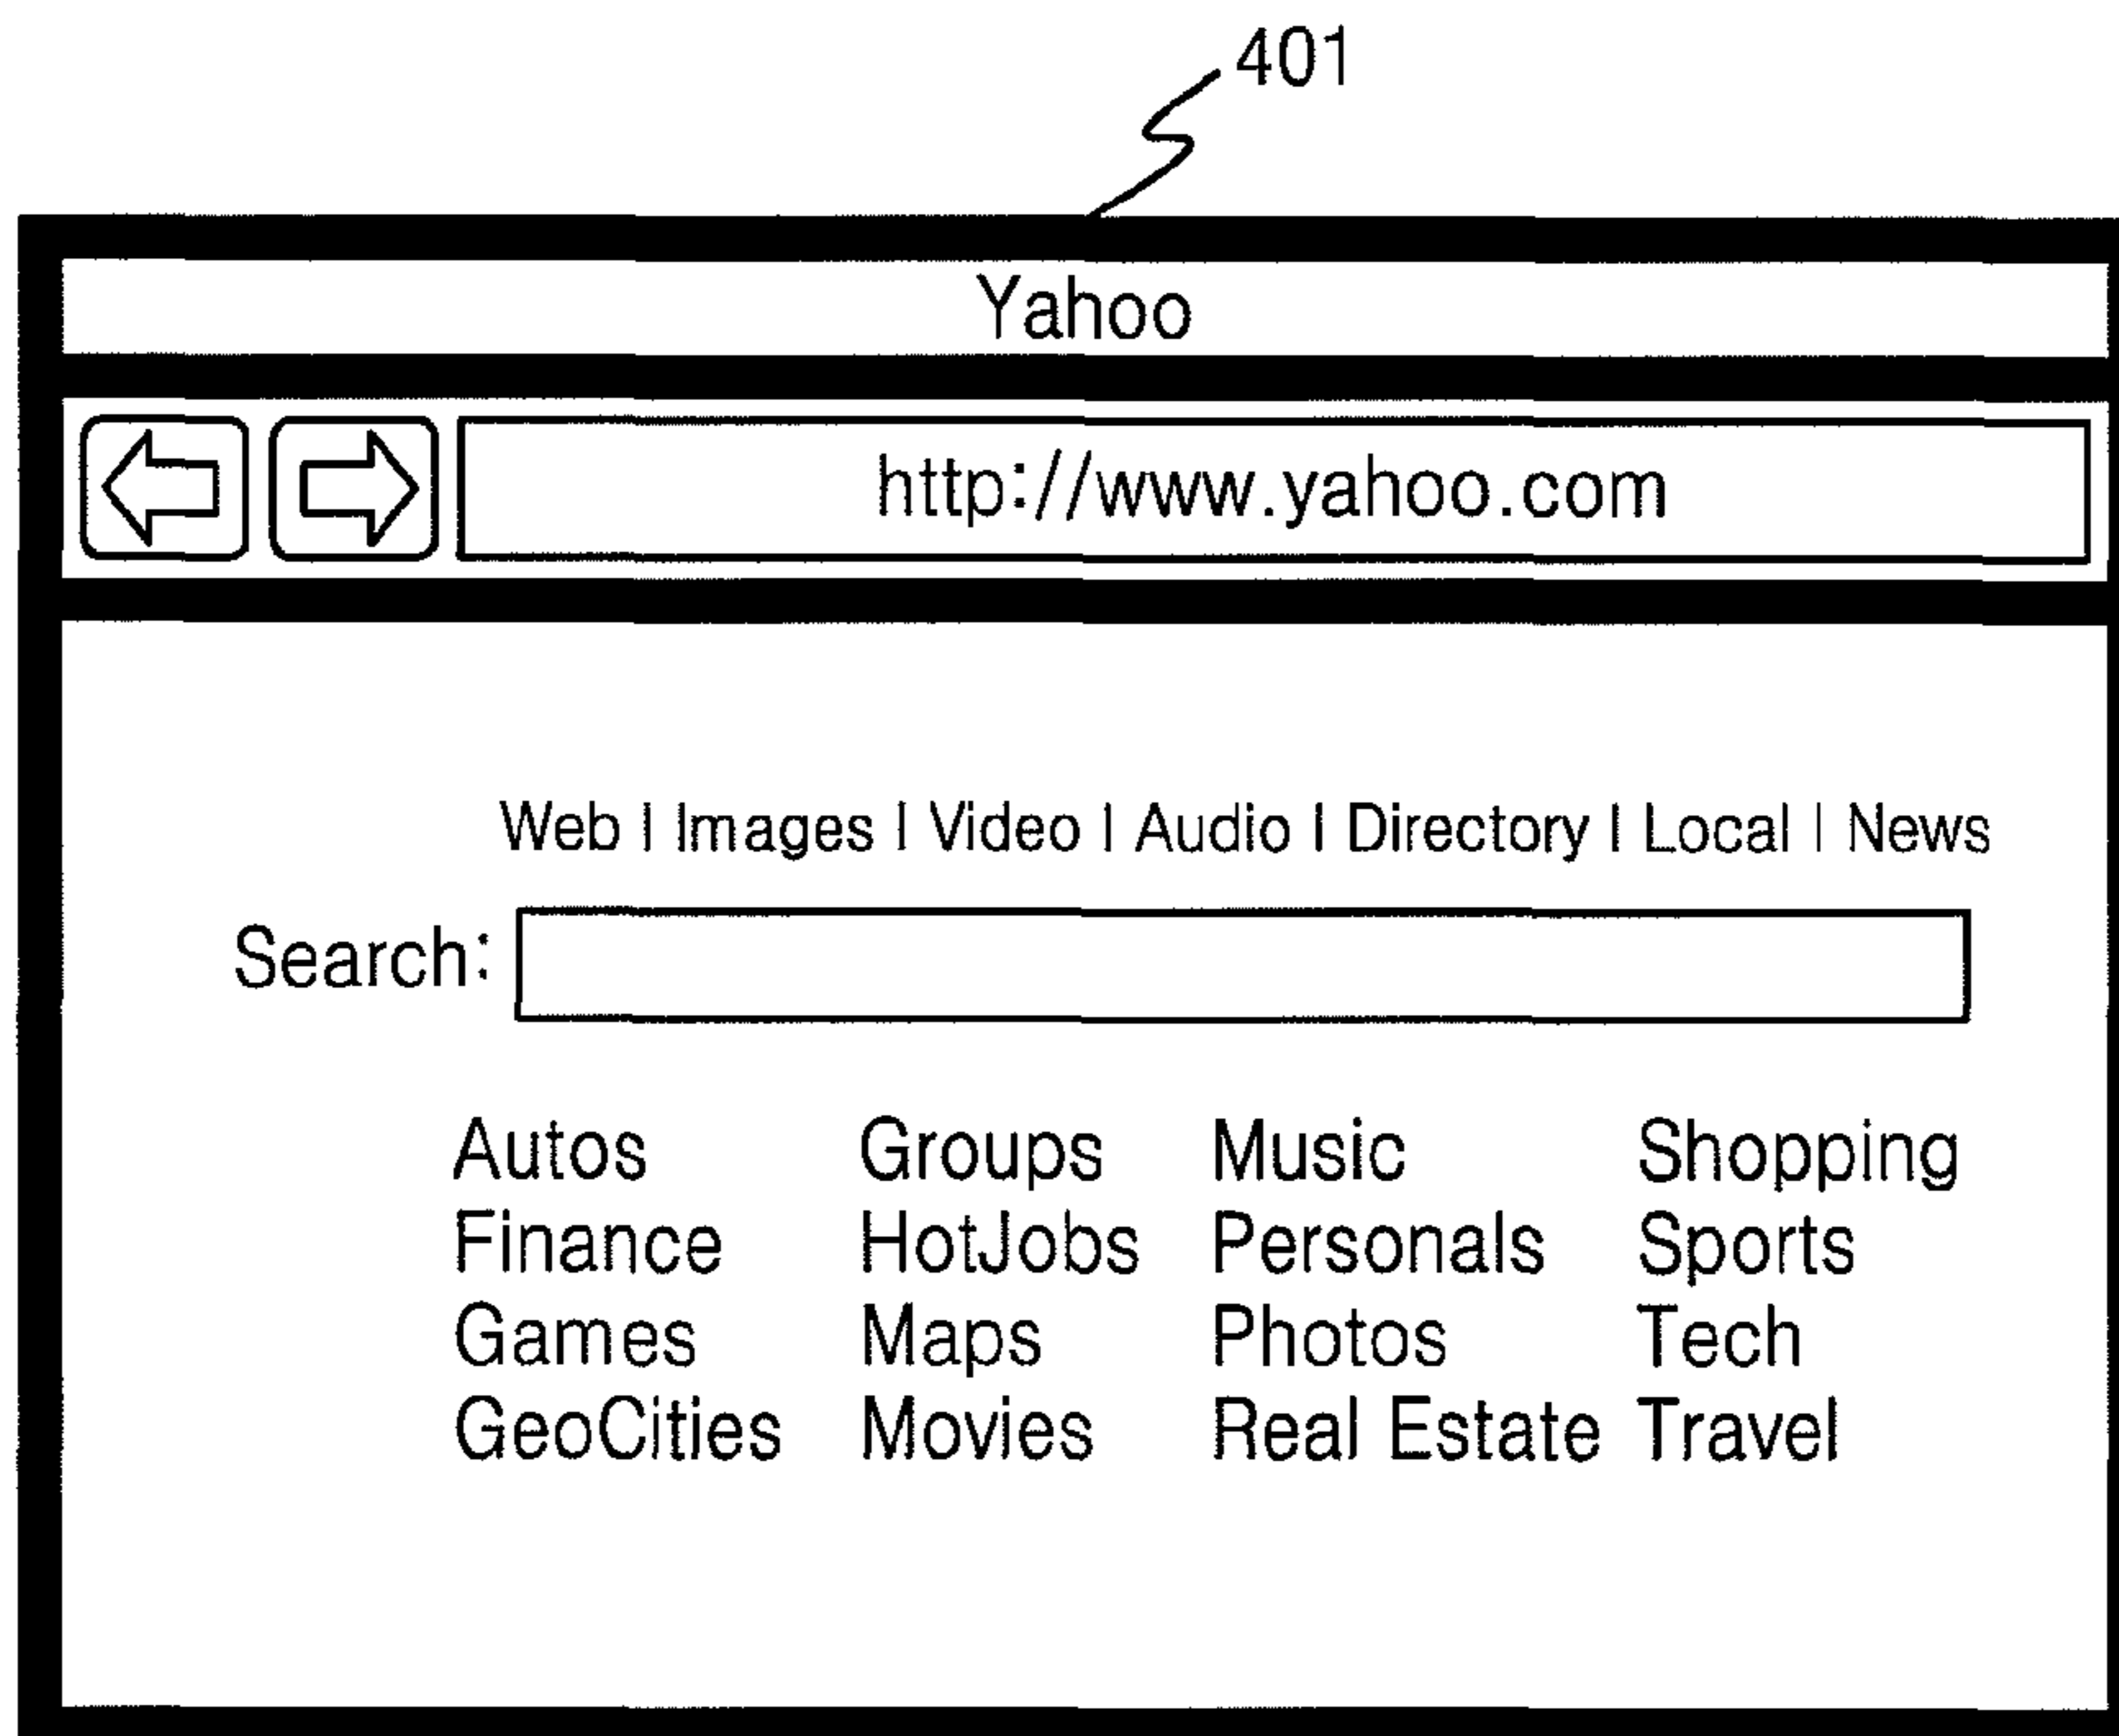 401
Yahoo
http://www.yahoo.com
Web | Images | Video | Audio | Directory | Local | News
Search:
Autos Groups Music Shopping
Finance HotJobs Personals Sports
Games Maps Photos Tech
GeoCities Movies Real Estate Travel